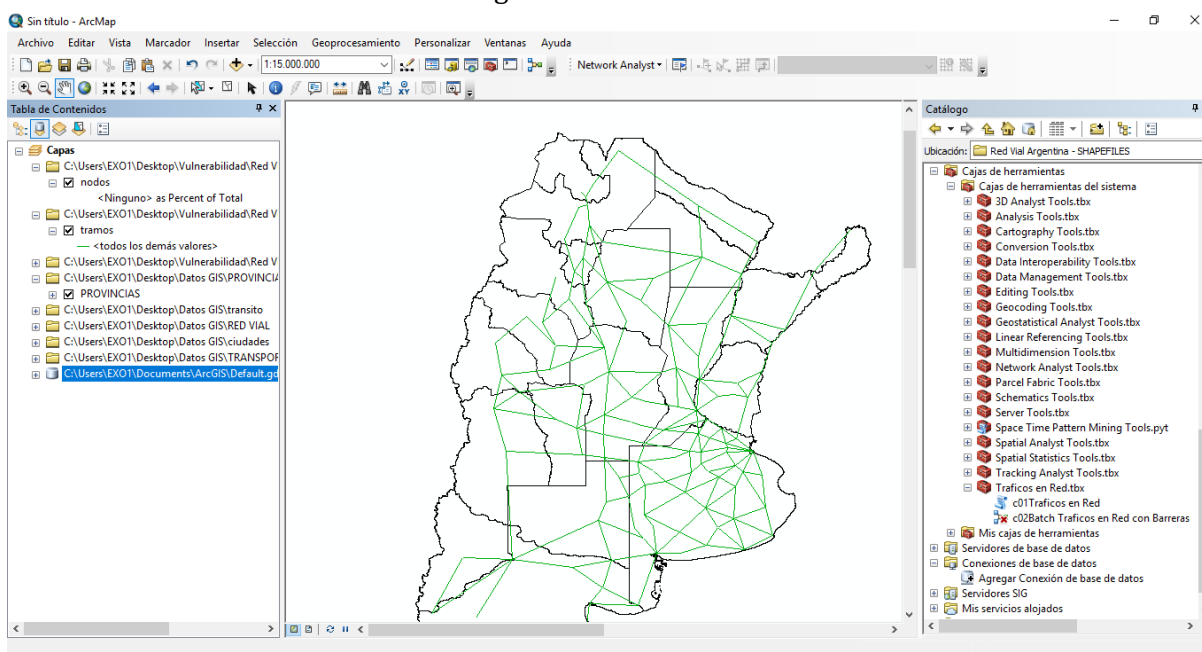 Sin título - ArcMap
Archivo Editar Vista Marcador Insertar Selección Geoprocesamiento Personalizar Ventanas Ayuda
1:15.000.000
Network Analyst
Tabla de Contenidos
Capas
C:\Users\EXO1\Desktop\Vulnerabilidad\Red V
nodos
<Ninguno> as Percent of Total
C:\Users\EXO1\Desktop\Vulnerabilidad\Red V
tramos
<todos los demás valores>
C:\Users\EXO1\Desktop\Vulnerabilidad\Red V
C:\Users\EXO1\Desktop\Datos GIS\PROVINCIA
PROVINCIAS
C:\Users\EXO1\Desktop\Datos GIS\transito
C:\Users\EXO1\Desktop\Datos GIS\RED VIAL
C:\Users\EXO1\Desktop\Datos GIS\ciudades
C:\Users\EXO1\Desktop\Datos GIS\TRANSPOR
C:\Users\EXO1\Documents\ArcGIS\Default.gd
Catálogo
Ubicación: Red Vial Argentina - SHAPEFILES
Cajas de herramientas
Cajas de herramientas del sistema
3D Analyst Tools.tbx
Analysis Tools.tbx
Cartography Tools.tbx
Conversion Tools.tbx
Data Interoperability Tools.tbx
Data Management Tools.tbx
Editing Tools.tbx
Geocoding Tools.tbx
Geostatistical Analyst Tools.tbx
Linear Referencing Tools.tbx
Multidimension Tools.tbx
Network Analyst Tools.tbx
Parcel Fabric Tools.tbx
Schematics Tools.tbx
Server Tools.tbx
Space Time Pattern Mining Tools.pyt
Spatial Analyst Tools.tbx
Spatial Statistics Tools.tbx
Tracking Analyst Tools.tbx
Traficos en Red.tbx
c01Traficos en Red
c02Batch Traficos en Red con Barreras
Mis cajas de herramientas
Servidores de base de datos
Conexiones de base de datos
Agregar Conexión de base de datos
Servidores SIG
Mis servicios alojados